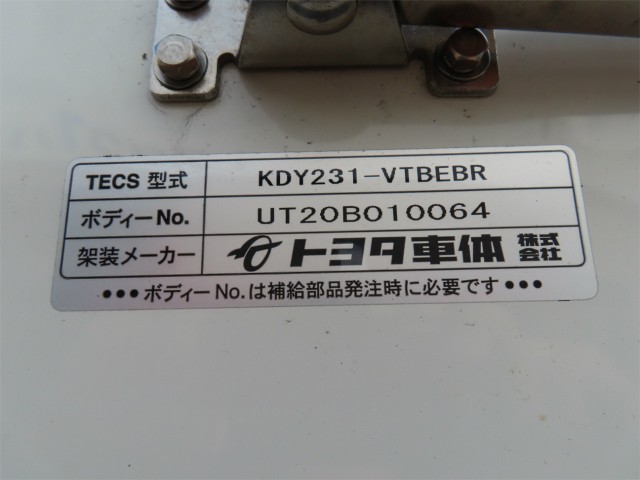 TECS 型式 KDY231-VTBEBR
ボディーNo. UT20B010064
架装メーカー トヨタ車体 株式会社
•••ボディーNo.は補給部品発注時に必要です•••